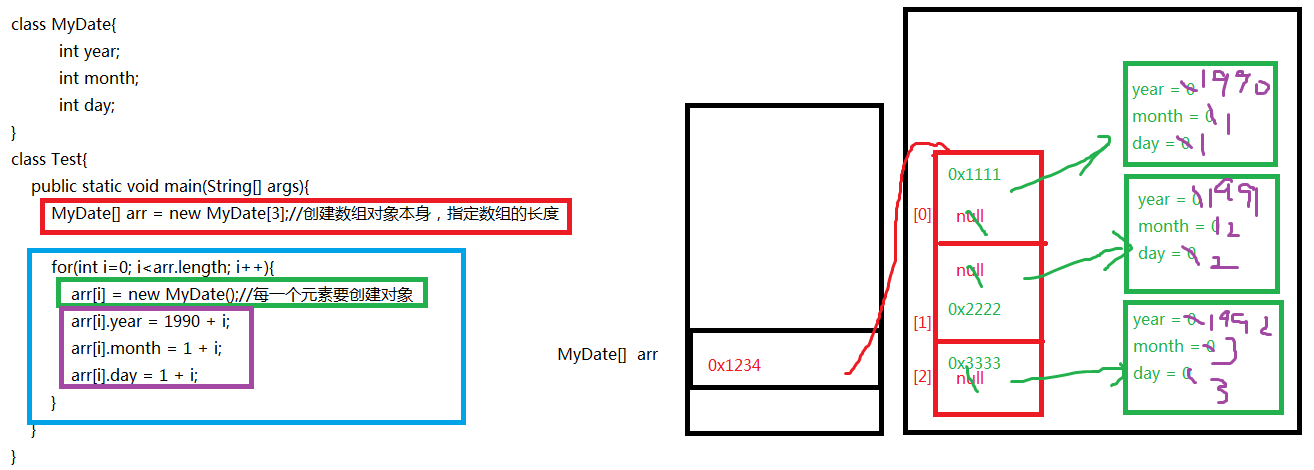 class MyDate{
int year;
int month;
int day;
}
class Test{
public static void main(String[] args){
MyDate[] arr = new MyDate[3];//创建数组对象本身，指定数组的长度
for(int i=0; i<arr.length; i++){
arr[i] = new MyDate();//每一个元素要创建对象
arr[i].year = 1990 + i;
arr[i].month = 1 + i;
arr[i].day = 1 + i;
}
}
}
MyDate[] arr
0x1234
0x1111
[0]
null
null
0x2222
[1]
0x3333
[2]
null
year = 0 1990
month = 0 1
day = 0 1
year = 0 1991
month = 0 2
day = 0 2
year = 0 1992
month = 0 3
day = 0 3